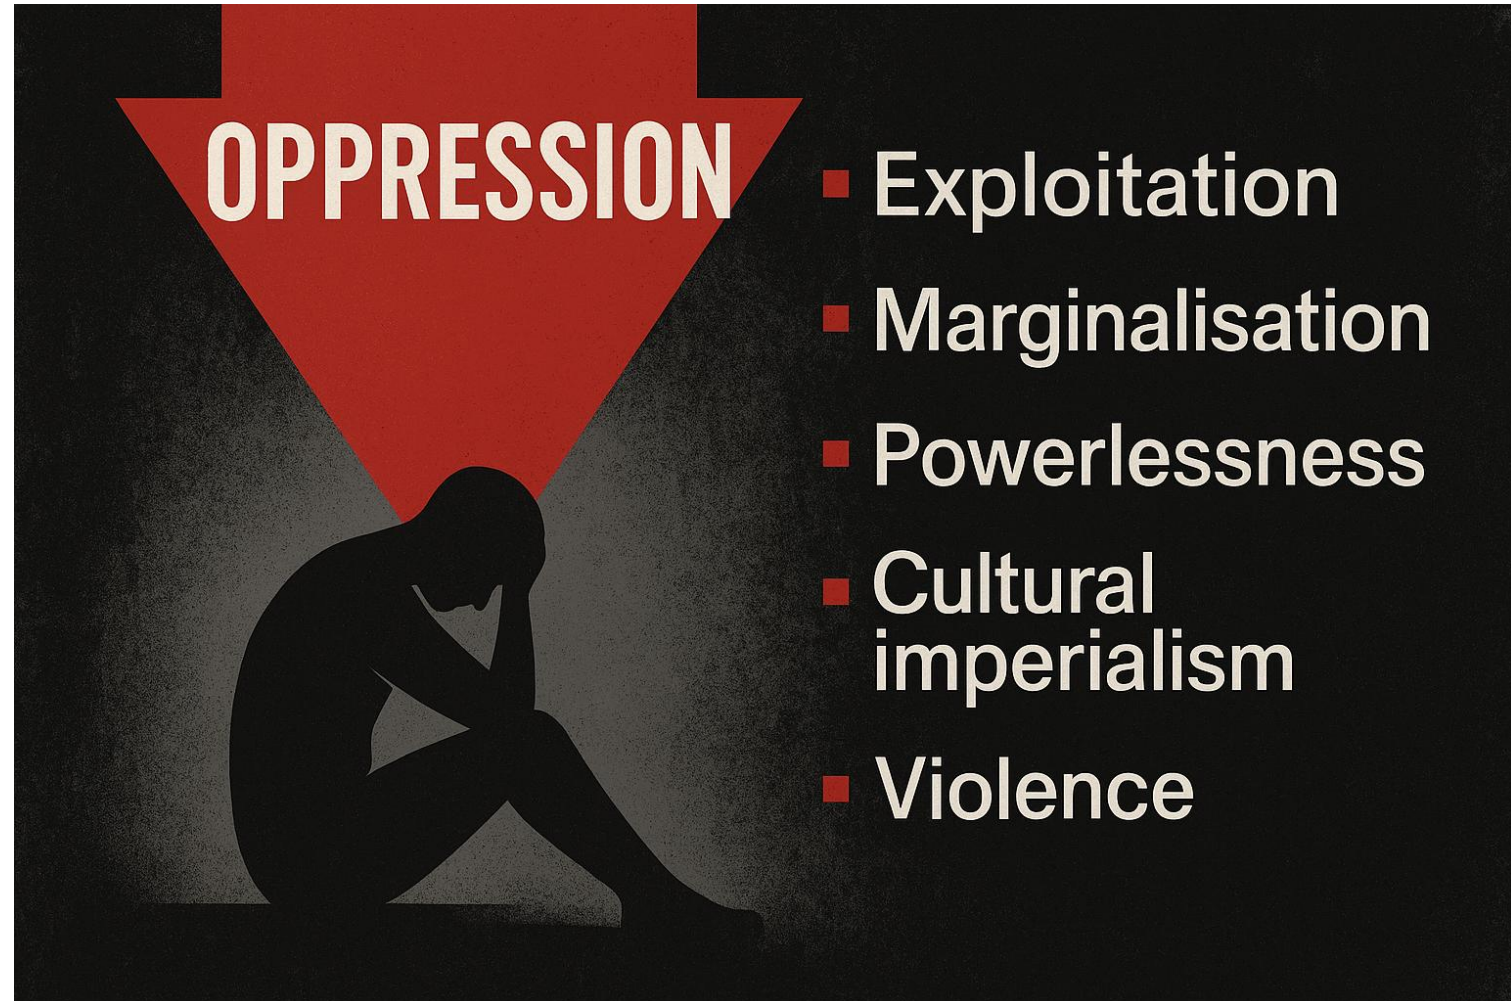 OPPRESSION
Exploitation
Marginalisation
Powerlessness
Cultural
imperialism
Violence